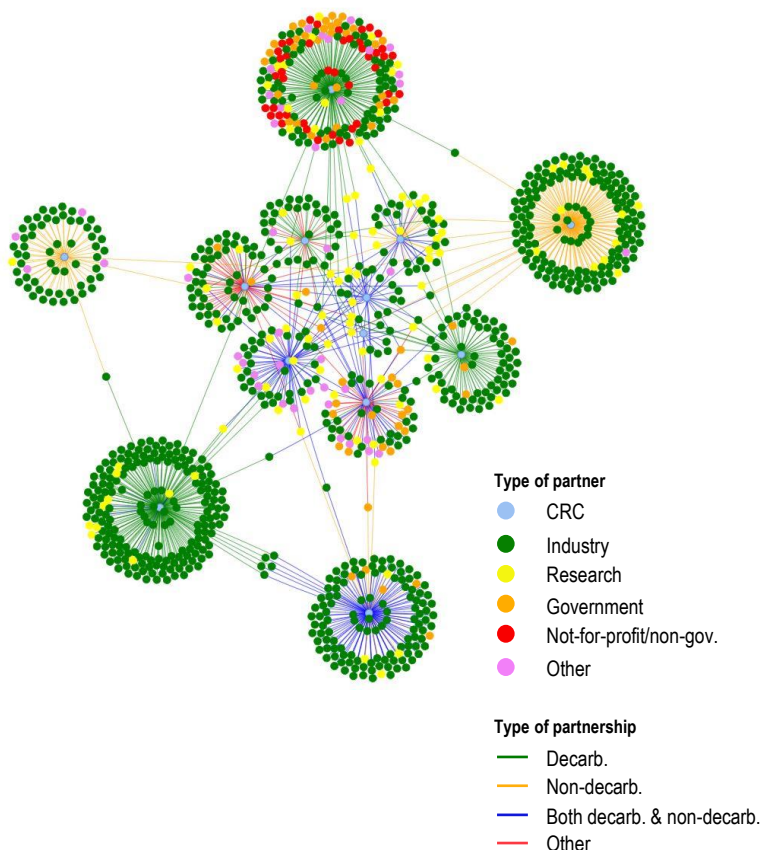 Type of partner
CRC
Industry
Research
Government
Not-for-profit/non-gov.
Other
Type of partnership
Decarb.
Non-decarb.
Both decarb. & non-decarb.
Other